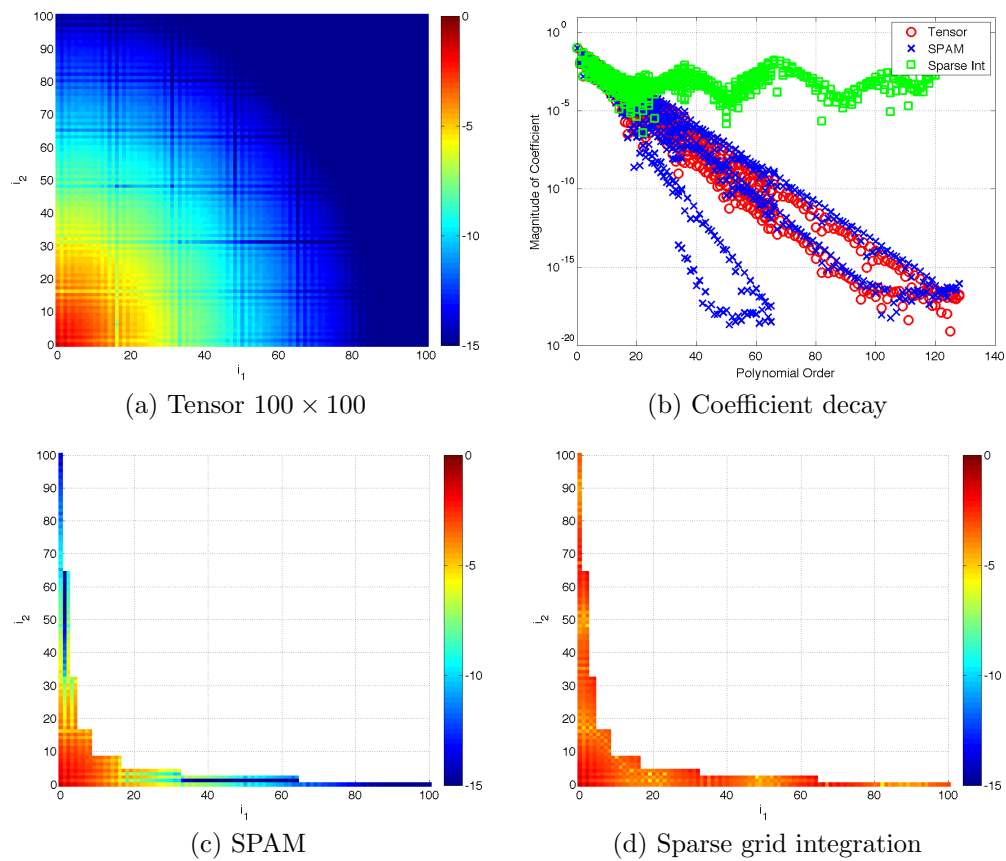 100
90
80
70
60
50
40
30
20
10
0
i2
0 20 40 60 80 100
i1
0
-5
-10
-15
(a) Tensor 100 × 100
10^0
10^-5
10^-10
10^-15
10^-20
Magnitude of Coefficient
0 20 40 60 80 100 120 140
Polynomial Order
Tensor
SPAM
Sparse Int
(b) Coefficient decay
100
90
80
70
60
50
40
30
20
10
0
i2
0 20 40 60 80 100
i1
0
-5
-10
-15
(c) SPAM
100
90
80
70
60
50
40
30
20
10
0
i2
0 20 40 60 80 100
i1
0
-5
-10
-15
(d) Sparse grid integration